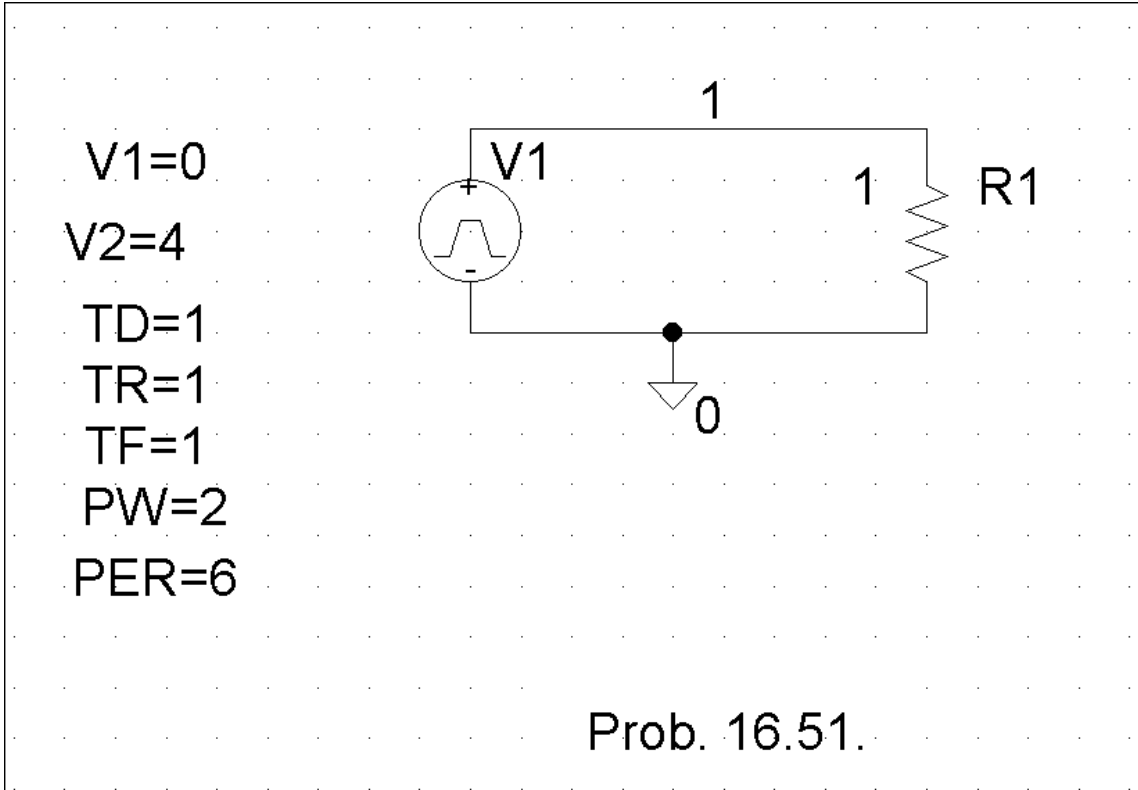 1
V1=0
V1
+
1
R1
V2=4
-
TD=1
TR=1
0
TF=1
PW=2
PER=6
Prob. 16.51.